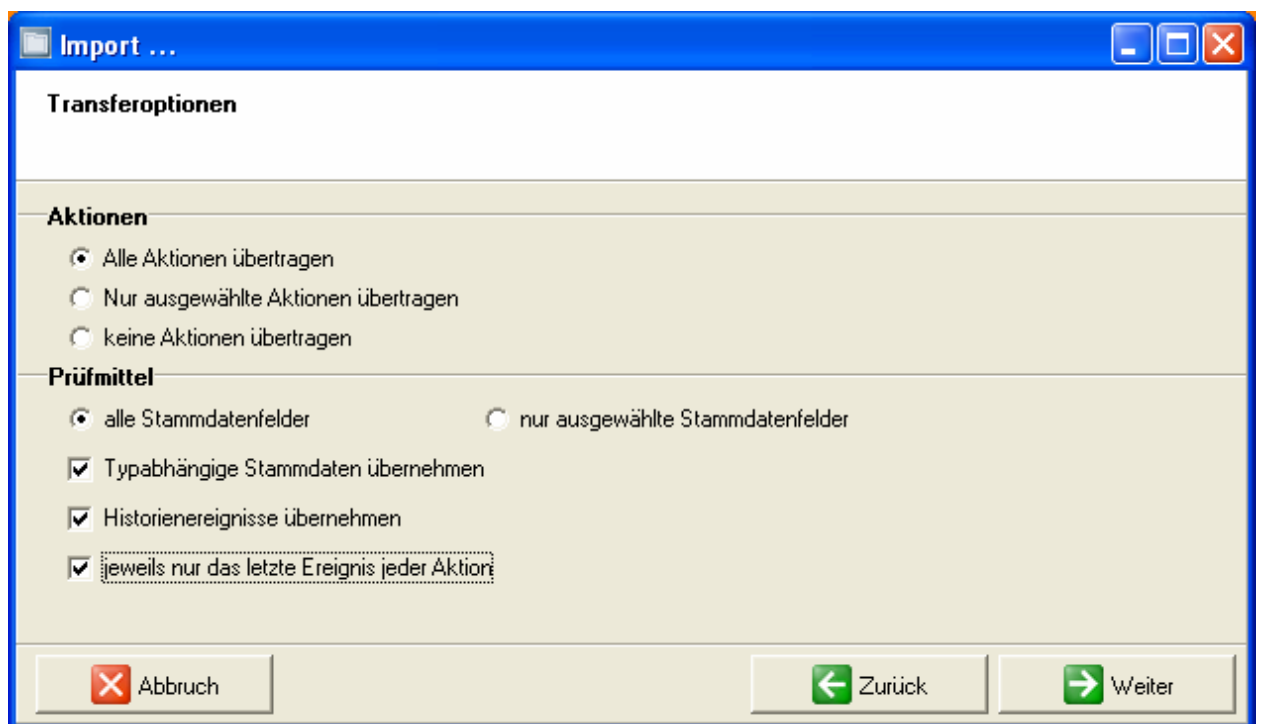 Import ...
Transferoptionen
Aktionen
Alle Aktionen übertragen
Nur ausgewählte Aktionen übertragen
keine Aktionen übertragen
Prüfmittel
alle Stammdatenfelder nur ausgewählte Stammdatenfelder
Typabhängige Stammdaten übernehmen
Historienereignisse übernehmen
jeweils nur das letzte Ereignis jeder Aktion
Abbruch Zurück Weiter